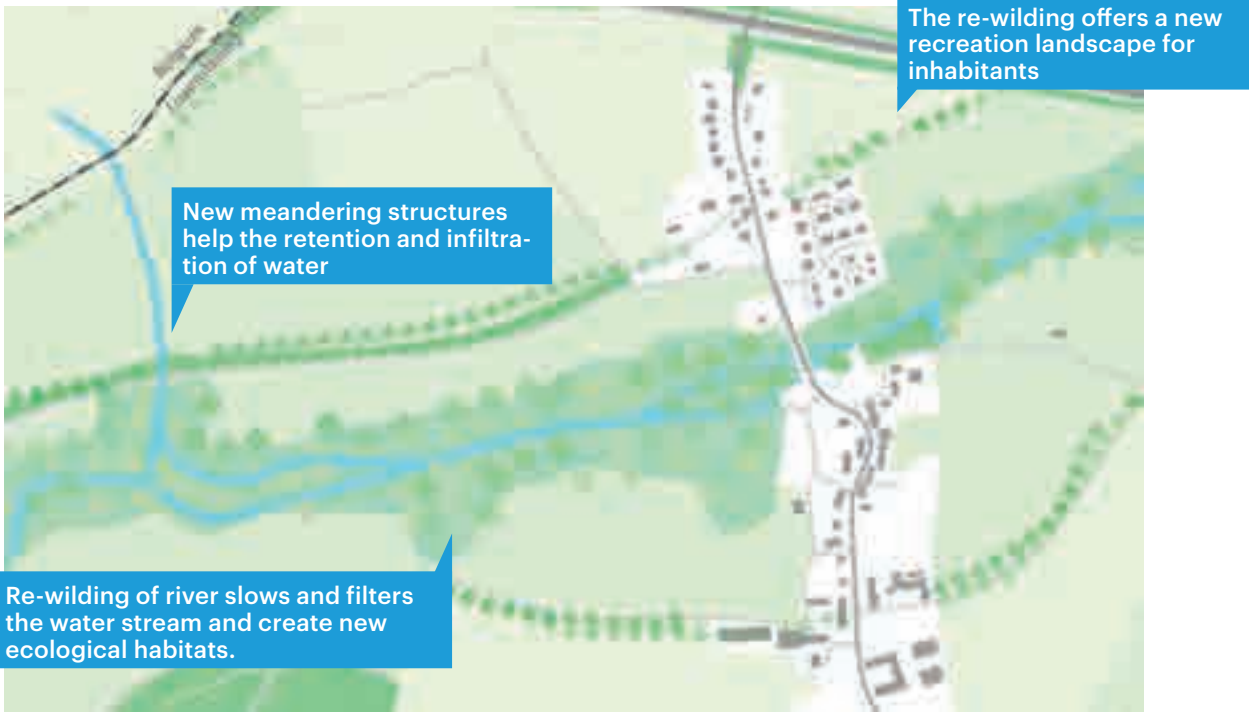 The re-wilding offers a new
recreation landscape for
inhabitants
New meandering structures
help the retention and infiltra-
tion of water
Re-wilding of river slows and filters
the water stream and create new
ecological habitats.